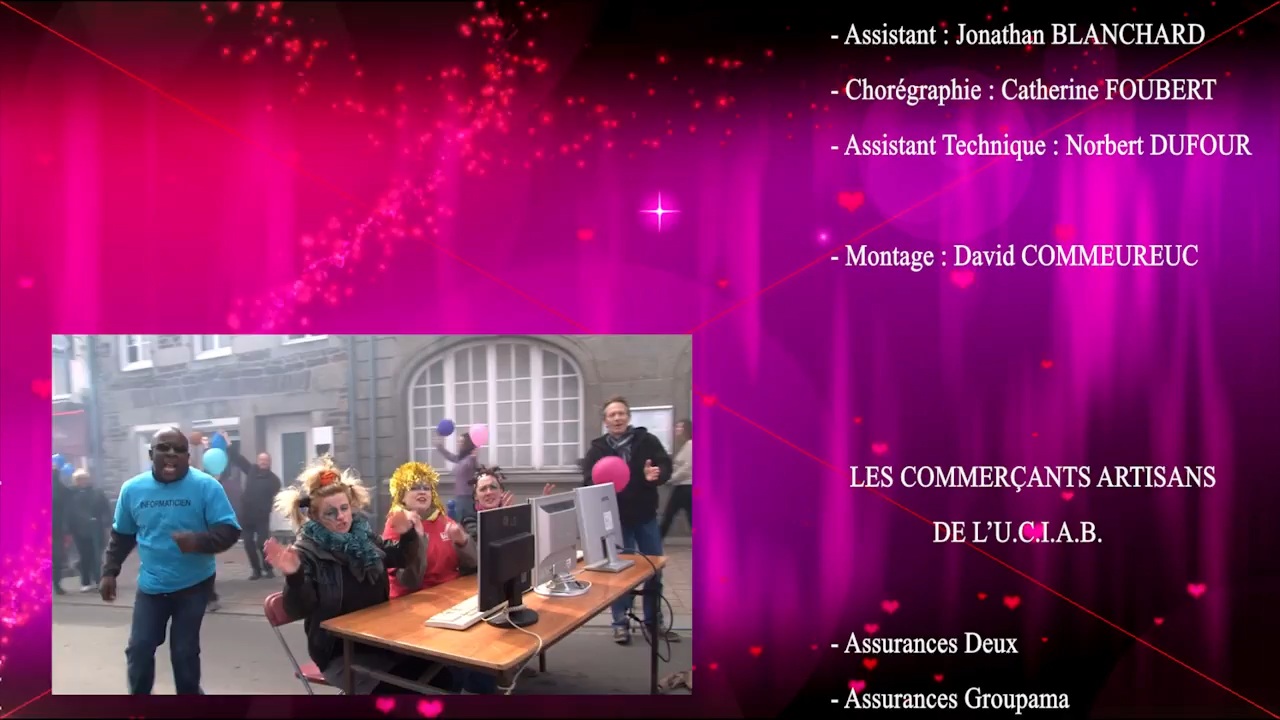 - Assistant : Jonathan BLANCHARD
- Chorégraphie : Catherine FOUBERT
- Assistant Technique : Norbert DUFOUR
- Montage : David COMMEUREUC
LES COMMERÇANTS ARTISANS
DE L’U.C.I.A.B.
- Assurances Deux
- Assurances Groupama
INFORMATICIEN